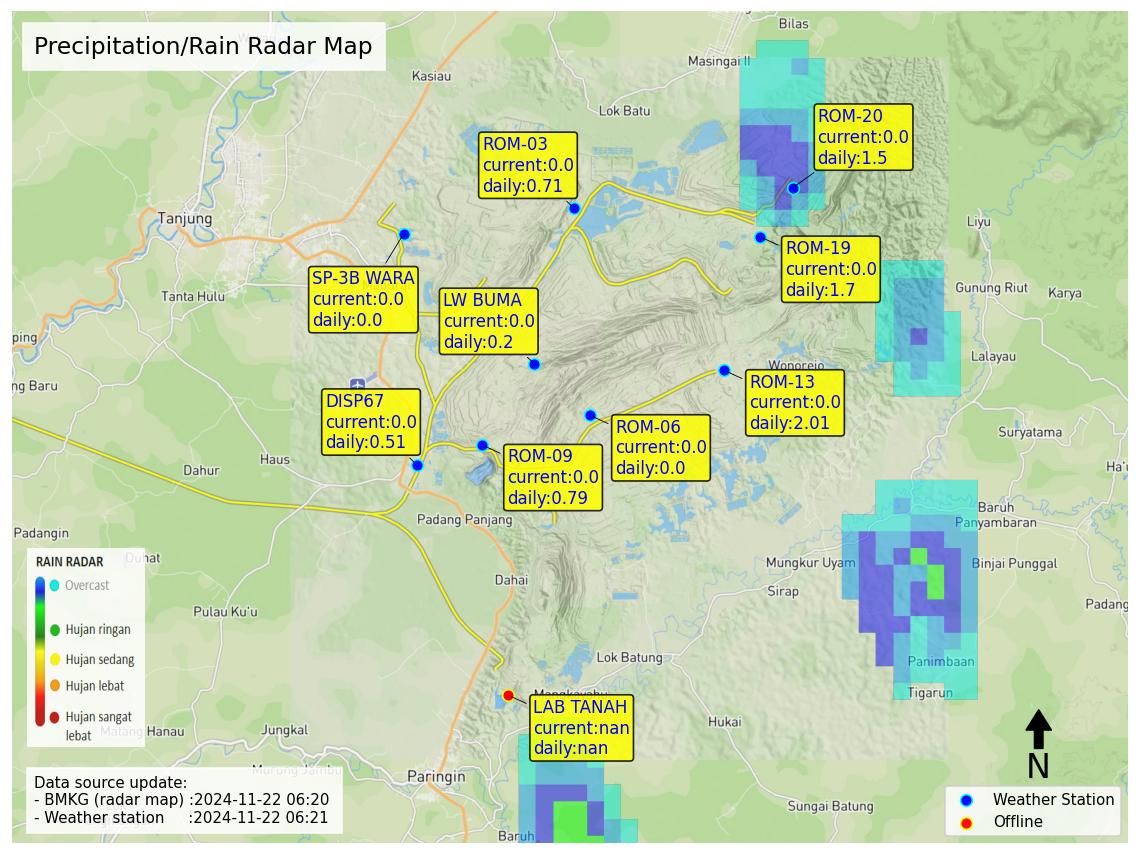 Precipitation/Rain Radar Map
Bilas
Masingai II
Kasiau
Lok Batu
ROM-20
current:0.0
daily:1.5
ROM-03
current:0.0
daily:0.71
Tanjung
Liyu
ROM-19
current:0.0
daily:1.7
SP-3B WARA
current:0.0
daily:0.0
Tanta Hulu
LW BUMA
current:0.0
daily:0.2
Gunung Riut
Karya
ping
Lalayau
Wonorejo
ng Baru
ROM-13
current:0.0
daily:2.01
DISP67
current:0.0
daily:0.51
ROM-06
current:0.0
daily:0.0
Suryatama
ROM-09
current:0.0
daily:0.79
Haus
Dahur
Ha'u
Padang Panjang
Baruh
Panyambaran
Padangin
Duhat
Mungkur Uyam
Binjai Punggal
Dahai
Sirap
Padang
Pulau Ku'u
RAIN RADAR
Overcast
Hujan ringan
Hujan sedang
Hujan lebat
Hujan sangat
lebat
Lok Batung
Panimbaan
Tigarun
Mangkayahu
LAB TANAH
current:nan
daily:nan
Hukai
Matang Hanau
Jungkal
Murung Jambu
Paringin
N
Data source update:
- BMKG (radar map) :2024-11-22 06:20
- Weather station :2024-11-22 06:21
Sungai Batung
Weather Station
Offline
Baruh